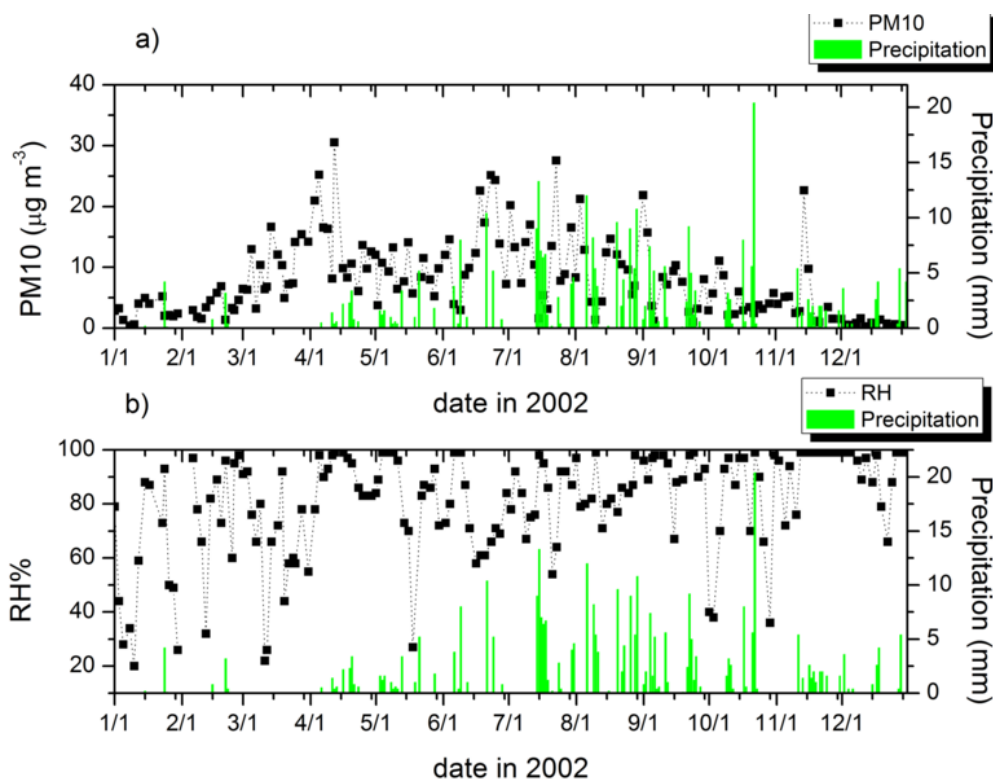 a)
PM10
Precipitation
40
30
20
10
0
PM10 (μg m⁻³)
20
15
10
5
0
Precipitation (mm)
1/1 2/1 3/1 4/1 5/1 6/1 7/1 8/1 9/1 10/1 11/1 12/1
date in 2002
b)
RH
Precipitation
100
80
60
40
20
RH%
20
15
10
5
0
Precipitation (mm)
1/1 2/1 3/1 4/1 5/1 6/1 7/1 8/1 9/1 10/1 11/1 12/1
date in 2002